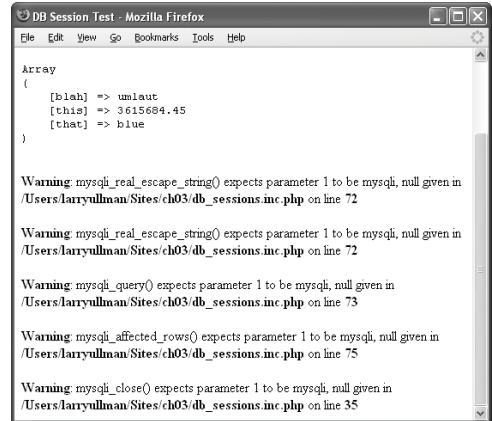 DB Session Test - Mozilla Firefox
File Edit View Go Bookmarks Tools Help
Array
(
[blah] => umlaut
[this] => 3615684.45
[that] => blue
)
Warning: mysqli_real_escape_string() expects parameter 1 to be mysqli, null given in
/Users/larryullman/Sites/ch03/db_sessions.inc.php on line 72
Warning: mysqli_real_escape_string() expects parameter 1 to be mysqli, null given in
/Users/larryullman/Sites/ch03/db_sessions.inc.php on line 72
Warning: mysqli_query() expects parameter 1 to be mysqli, null given in
/Users/larryullman/Sites/ch03/db_sessions.inc.php on line 73
Warning: mysqli_affected_rows() expects parameter 1 to be mysqli, null given in
/Users/larryullman/Sites/ch03/db_sessions.inc.php on line 75
Warning: mysqli_close() expects parameter 1 to be mysqli, null given in
/Users/larryullman/Sites/ch03/db_sessions.inc.php on line 35